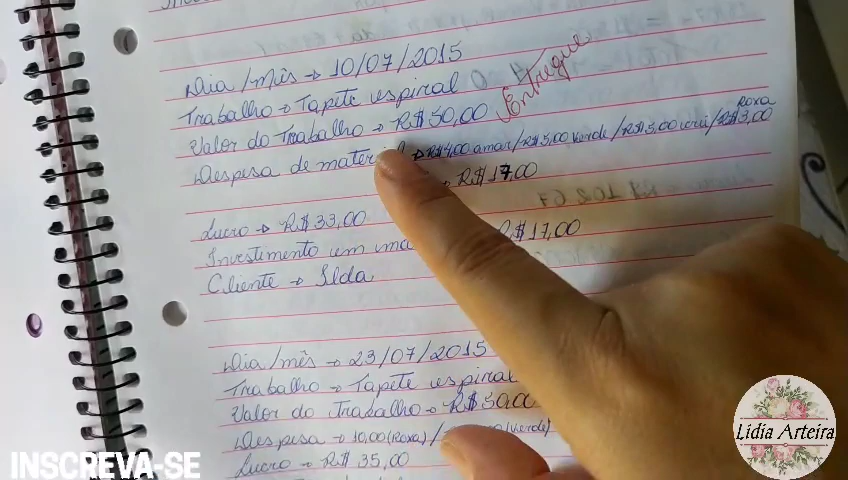 Dia/mês → 10/07/2015
Trabalho → Tapete espiral
Entregue
Valor do Trabalho → R$50,00
Roxa
Despesa de material → R$4,00 amar/R$5,00 verde/R$5,00 cru/R$3,00
→ R$17,00
Lucro → R$33,00
Investimento em ma R$17,00
Cliente → Ilda
Dia/mês → 23/07/2015
Trabalho → Tapete espiral
Valor do Trabalho → R$50,00
Despesa → 10,00(Roxa)/ (verde)
Lucro → R$35,00
INSCREVA-SE
Lidia Arteira